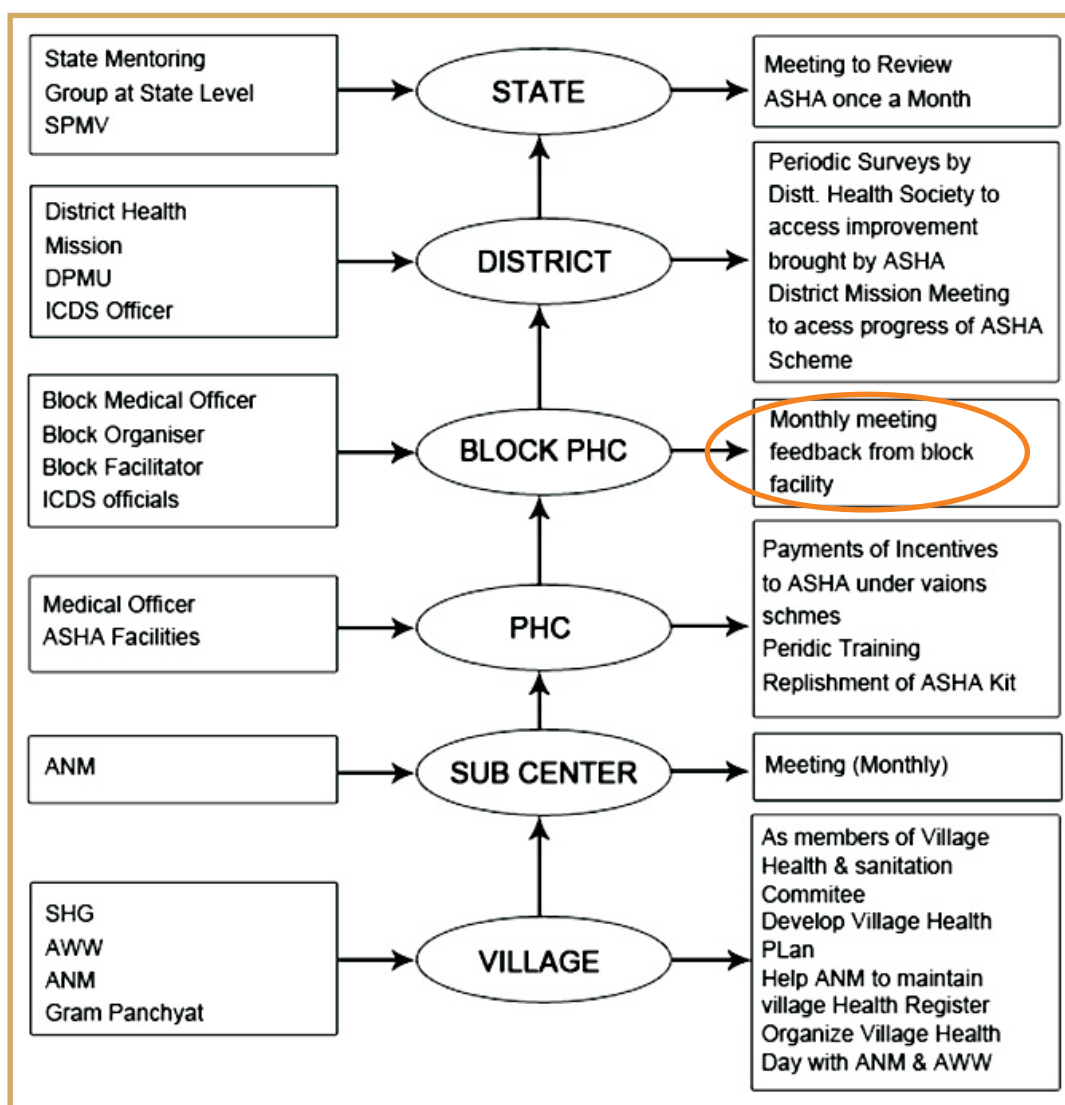 State Mentoring
Group at State Level
SPMV
STATE
Meeting to Review
ASHA once a Month
District Health
Mission
DPMU
ICDS Officer
DISTRICT
Periodic Surveys by
Distt. Health Society to
access improvement
brought by ASHA
District Mission Meeting
to acess progress of ASHA
Scheme
Block Medical Officer
Block Organiser
Block Facilitator
ICDS officials
BLOCK PHC
Monthly meeting
feedback from block
facility
Medical Officer
ASHA Facilities
PHC
Payments of Incentives
to ASHA under vaions
schmes
Peridic Training
Replishment of ASHA Kit
ANM
SUB CENTER
Meeting (Monthly)
SHG
AWW
ANM
Gram Panchyat
VILLAGE
As members of Village
Health & sanitation
Commitee
Develop Village Health
PLan
Help ANM to maintain
village Health Register
Organize Village Health
Day with ANM & AWW